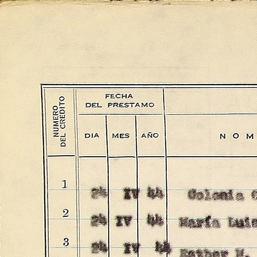 NUMERO DEL CREDITO
FECHA DEL PRESTAMO
DIA MES AÑO
NOM
1 24 IV 44 Colonia
2 24 IV 44 María Luis
3 24 IV 44 Esther M.